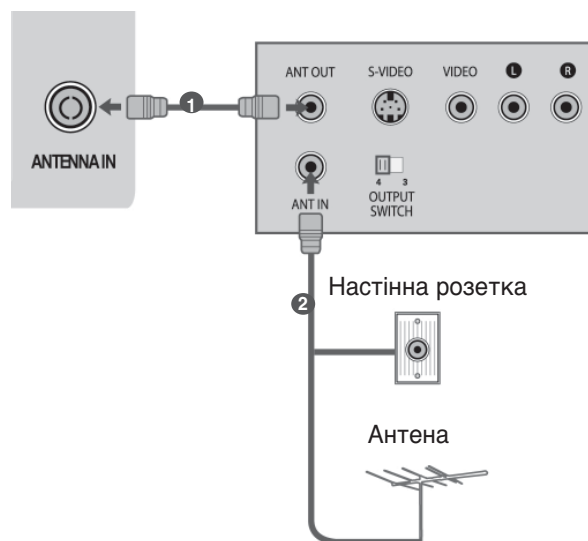 ANT OUT S-VIDEO VIDEO L R
1
ANTENNA IN
ANT IN
4 3
OUTPUT
SWITCH
2
Настінна розетка
Антена